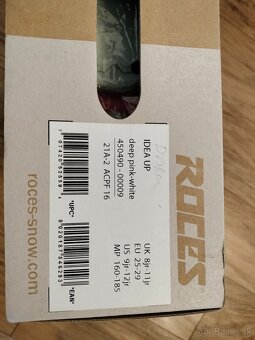 ROCES
roces-snow.com
IDEA UP
deep pink-white
450490 - 00009
21A-2 ACPF 16
UK 8jr-11jr
EU 25-29
US 9jr-12jr
MP 160-185
*UPC*
*EAN*